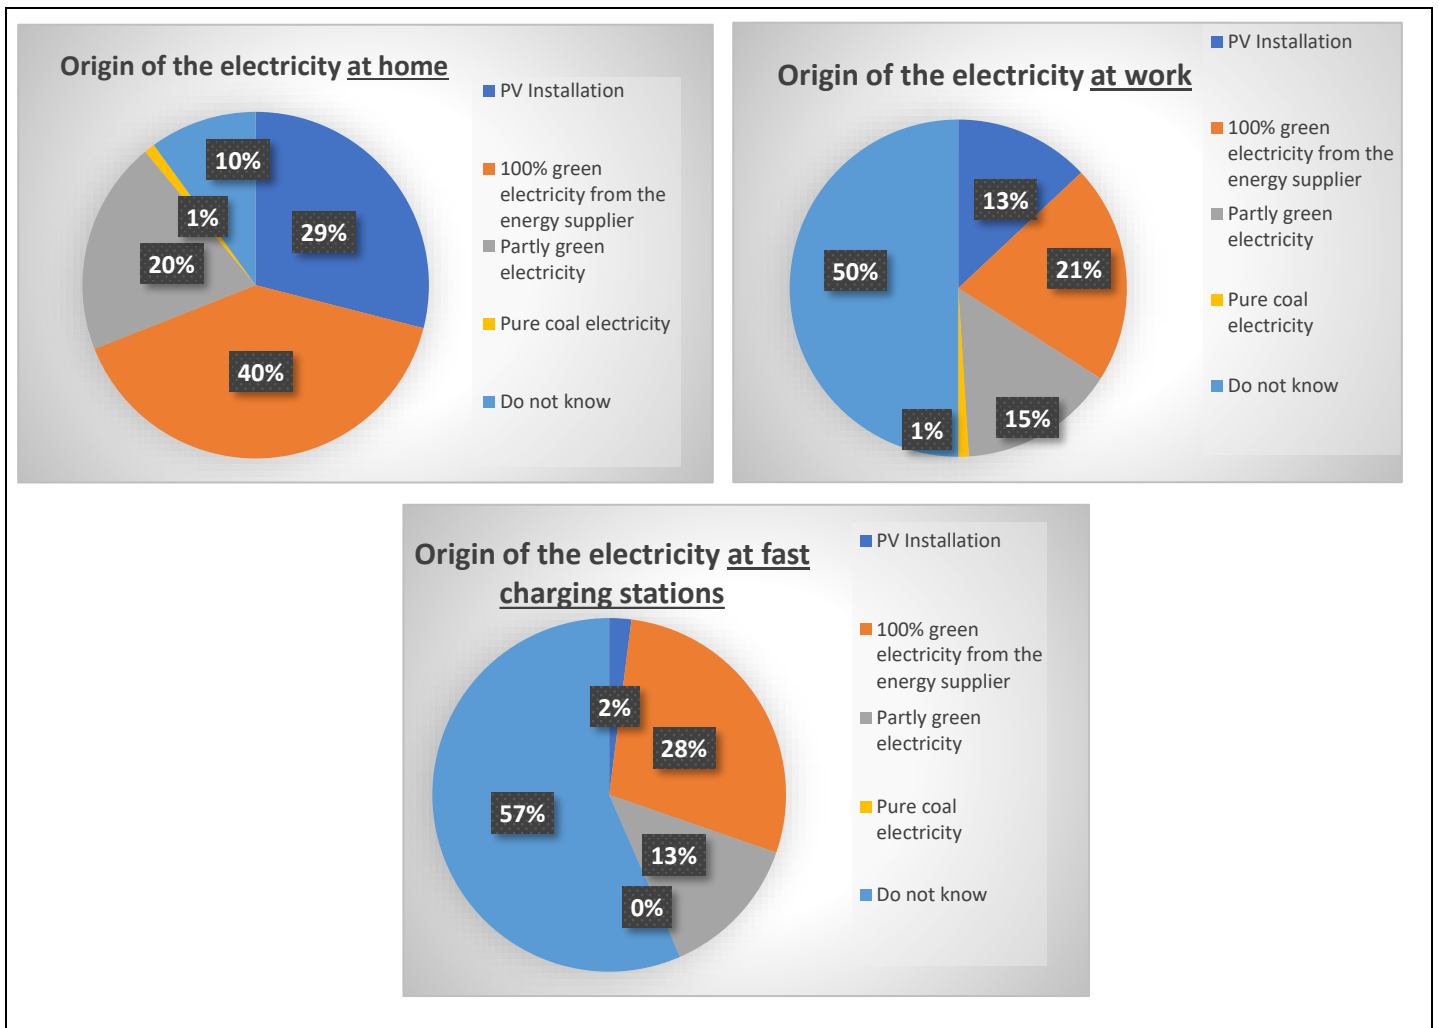 Origin of the electricity at home
10%
1%
29%
20%
40%
PV Installation
100% green
electricity from the
energy supplier
Partly green
electricity
Pure coal electricity
Do not know
Origin of the electricity at work
13%
50%
21%
1%
15%
PV Installation
100% green
electricity from the
energy supplier
Partly green
electricity
Pure coal
electricity
Do not know
Origin of the electricity at fast
charging stations
2%
28%
57%
13%
0%
PV Installation
100% green
electricity from the
energy supplier
Partly green
electricity
Pure coal
electricity
Do not know